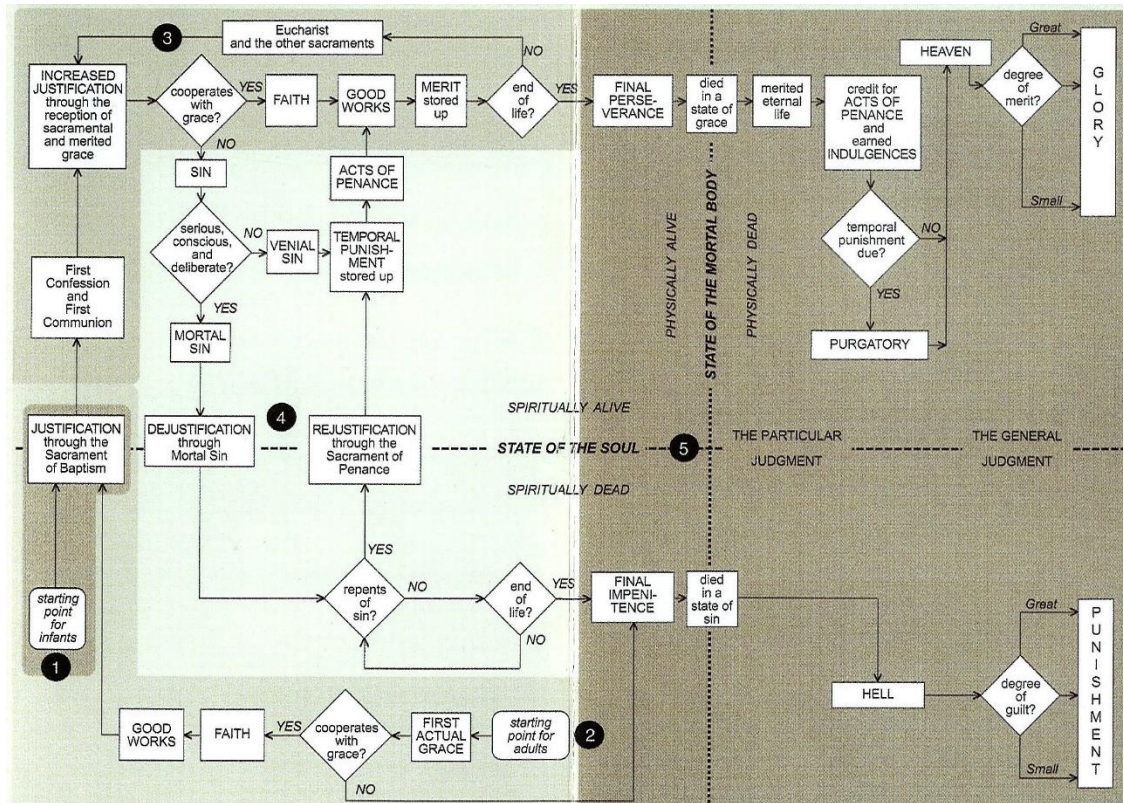 3
Eucharist
and the other sacraments
NO
INCREASED
JUSTIFICATION
through the
reception of
sacramental
and merited
grace
cooperates
with
grace?
YES
FAITH
GOOD
WORKS
MERIT
stored
up
end
of
life?
YES
FINAL
PERSE-
VERANCE
died
in a
state of
grace
merited
eternal
life
credit for
ACTS OF
PENANCE
and
earned
INDULGENCES
HEAVEN
degree
of
merit?
Great
Small
GLORY
NO
SIN
serious,
conscious,
and
deliberate?
NO
VENIAL
SIN
TEMPORAL
PUNISH-
MENT
stored up
ACTS OF
PENANCE
YES
MORTAL
SIN
First
Confession
and
First
Communion
PHYSICALLY ALIVE
STATE OF THE MORTAL BODY
PHYSICALLY DEAD
temporal
punishment
due?
NO
YES
PURGATORY
JUSTIFICATION
through the
Sacrament
of Baptism
DEJUSTIFICATION
through
Mortal Sin
4
REJUSTIFICATION
through the
Sacrament of
Penance
SPIRITUALLY ALIVE
STATE OF THE SOUL
SPIRITUALLY DEAD
5
THE PARTICULAR
JUDGMENT
THE GENERAL
JUDGMENT
starting
point
for
infants
1
YES
repents
of
sin?
NO
end
of
life?
YES
NO
FINAL
IMPENI-
TENCE
died
in a
state of
sin
HELL
degree
of
guilt?
Great
Small
PUNISHMENT
GOOD
WORKS
FAITH
YES
cooperates
with
grace?
NO
FIRST
ACTUAL
GRACE
starting
point for
adults
2